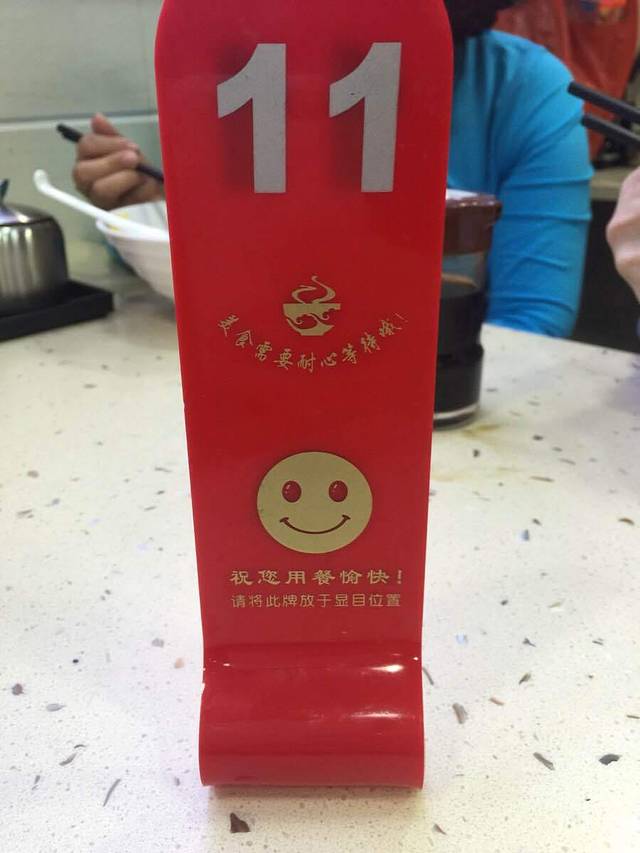 11
美食需要耐心等待哦！
祝您用餐愉快！
请将此牌放于显目位置